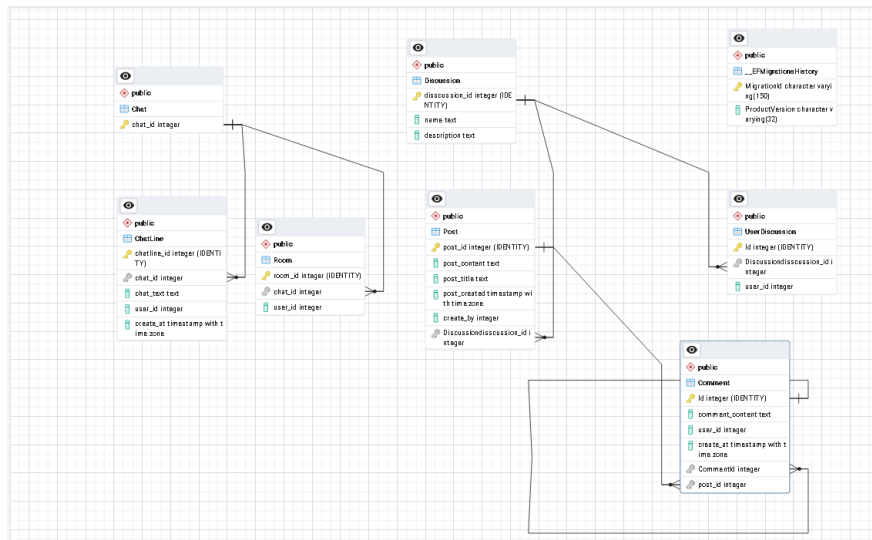 public
Chat
chat_id integer
public
Discussion
disscussion_id integer (IDE
NTITY)
name text
description text
public
__EFMigrationsHistory
MigrationId character varyi
ng(150)
ProductVersion character v
arying(32)
public
ChatLine
chatline_id integer (IDENTI
TY)
chat_id integer
chat_text text
user_id integer
create_at timestamp with t
ime zone
public
Room
room_id integer (IDENTITY)
chat_id integer
user_id integer
public
Post
post_id integer (IDENTITY)
post_content text
post_title text
post_created timestamp wi
th time zone
create_by integer
Discussiondisscussion_id i
nteger
public
UserDiscussion
Id integer (IDENTITY)
Discussiondisscussion_id i
nteger
user_id integer
public
Comment
Id integer (IDENTITY)
comment_content text
user_id integer
create_at timestamp with t
ime zone
CommentId integer
post_id integer